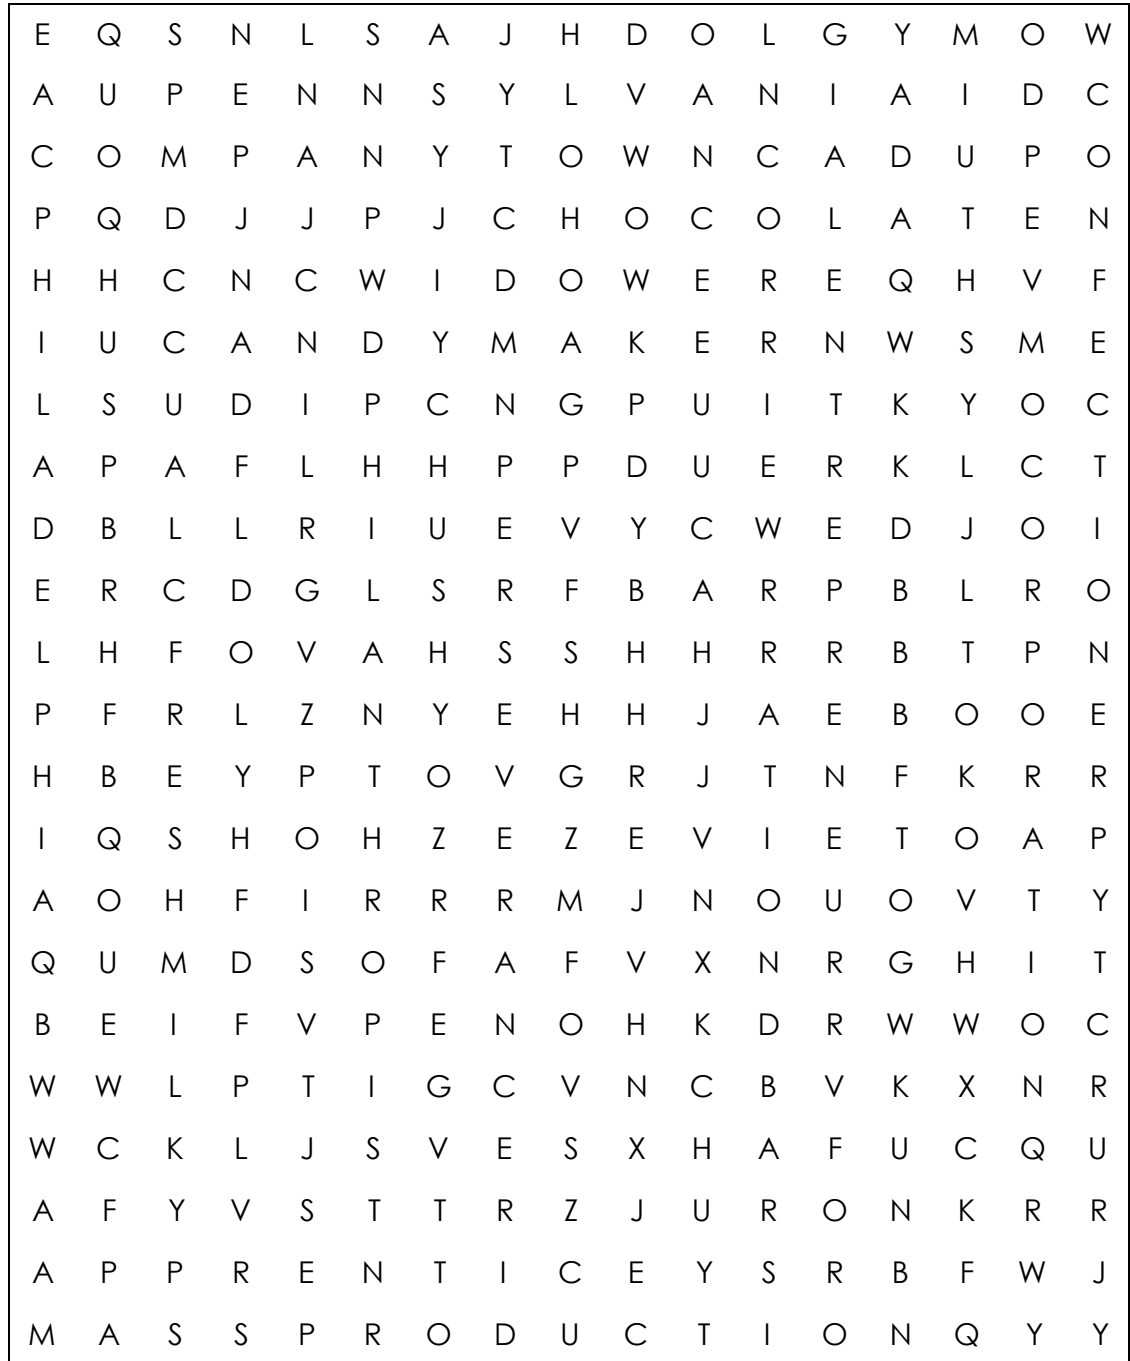 E Q S N L S A J H D O L G Y M O W
A U P E N N S Y L V A N I A I D C
C O M P A N Y T O W N C A D U P O
P Q D J J P J C H O C O L A T E N
H H C N C W I D O W E R E Q H V F
I U C A N D Y M A K E R N W S M E
L S U D I P C N G P U I T K Y O C
A P A F L H H P P D U E R K L C T
D B L L R I U E V Y C W E D J O I
E R C D G L S R F B A R P B L R O
L H F O V A H S S H H R R B T P N
P F R L Z N Y E H H J A E B O O E
H B E Y P T O V G R J T N F K R R
I Q S H O H Z E Z E V I E T O A P
A O H F I R R R M J N O U O V T Y
Q U M D S O F A F V X N R G H I T
B E I F V P E N O H K D R W W O C
W W L P T I G C V N C B V K X N R
W C K L J S V E S X H A F U C Q U
A F Y V S T T R Z J U R O N K R R
A P P R E N T I C E Y S R B F W J
M A S S P R O D U C T I O N Q Y Y